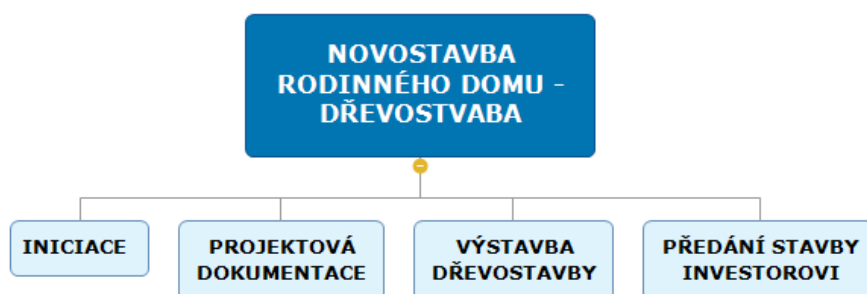 NOVOSTAVBA
RODINNÉHO DOMU -
DŘEVOSTVABA
INICIACE
PROJEKTOVÁ
DOKUMENTACE
VÝSTAVBA
DŘEVOSTAVBY
PŘEDÁNÍ STAVBY
INVESTOROVI